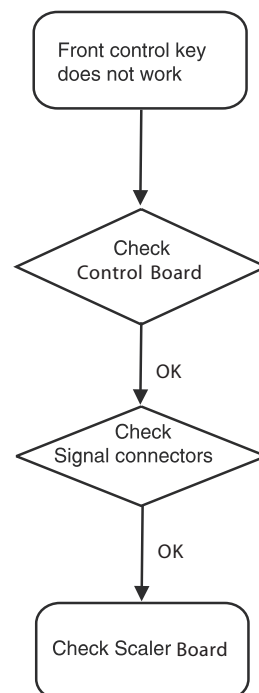 Front control key
does not work
Check
Control Board
OK
Check
Signal connectors
OK
Check Scaler Board